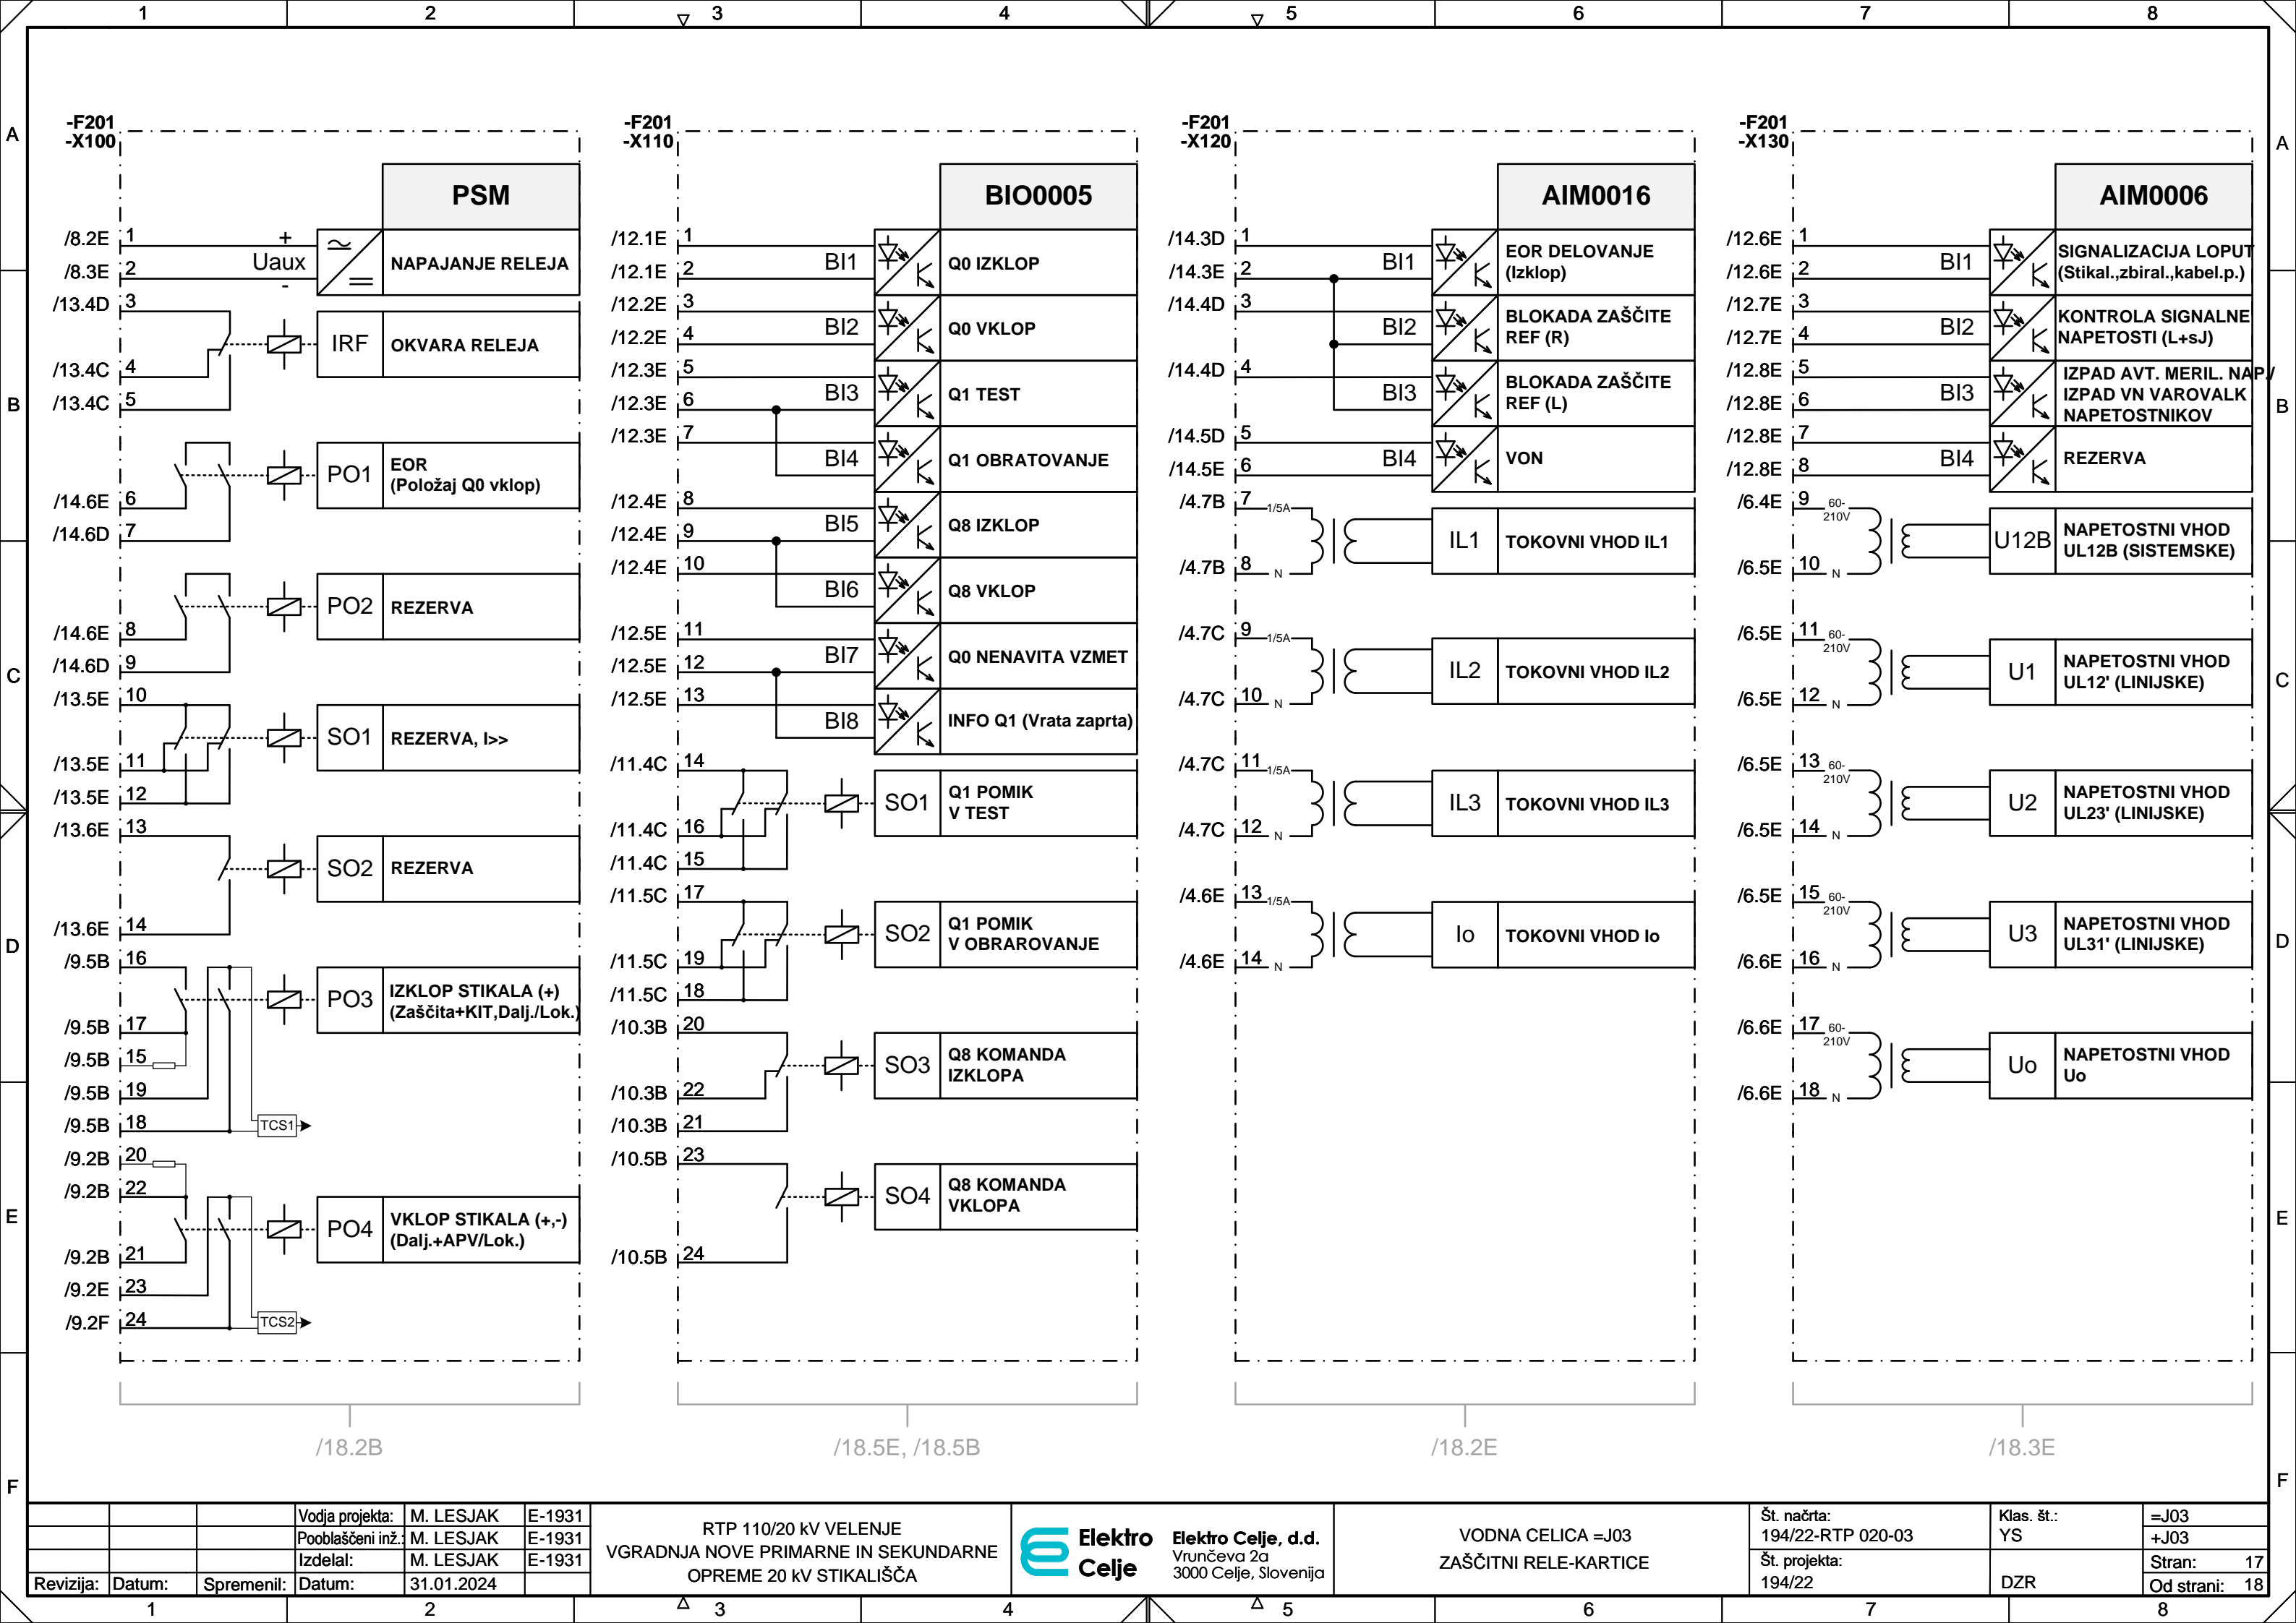 1 2 3 4 5 6 7 8
A A
B B
C C
D D
E E
F F
-F201
-X100
PSM
/8.2E 1 +
Uaux NAPAJANJE RELEJA
/8.3E 2 -
/13.4D 3
IRF OKVARA RELEJA
/13.4C 4
/13.4C 5
PO1 EOR
(Položaj Q0 vklop)
/14.6E 6
/14.6D 7
PO2 REZERVA
/14.6E 8
/14.6D 9
/13.5E 10
SO1 REZERVA, I>>
/13.5E 11
/13.5E 12
/13.6E 13
SO2 REZERVA
/13.6E 14
/9.5B 16
PO3 IZKLOP STIKALA (+)
(Zaščita+KIT,Dalj./Lok.)
/9.5B 17
/9.5B 15
/9.5B 19
/9.5B 18 TCS1
/9.2B 20
/9.2B 22
PO4 VKLOP STIKALA (+,-)
(Dalj.+APV/Lok.)
/9.2B 21
/9.2E 23
/9.2F 24 TCS2
/18.2B
-F201
-X110
BIO0005
/12.1E 1
BI1 Q0 IZKLOP
/12.1E 2
/12.2E 3
BI2 Q0 VKLOP
/12.2E 4
/12.3E 5
BI3 Q1 TEST
/12.3E 6
/12.3E 7
BI4 Q1 OBRATOVANJE
/12.4E 8
BI5 Q8 IZKLOP
/12.4E 9
/12.4E 10
BI6 Q8 VKLOP
/12.5E 11
BI7 Q0 NENAVITA VZMET
/12.5E 12
/12.5E 13
BI8 INFO Q1 (Vrata zaprta)
/11.4C 14
SO1 Q1 POMIK
V TEST
/11.4C 16
/11.4C 15
/11.5C 17
SO2 Q1 POMIK
V OBRAROVANJE
/11.5C 19
/11.5C 18
/10.3B 20
SO3 Q8 KOMANDA
IZKLOPA
/10.3B 22
/10.3B 21
/10.5B 23
SO4 Q8 KOMANDA
VKLOPA
/10.5B 24
/18.5E, /18.5B
-F201
-X120
AIM0016
/14.3D 1
BI1 EOR DELOVANJE
(Izklop)
/14.3E 2
/14.4D 3
BI2 BLOKADA ZAŠČITE
REF (R)
/14.4D 4
BI3 BLOKADA ZAŠČITE
REF (L)
/14.5D 5
BI4 VON
/14.5E 6
/4.7B 7 1/5A
IL1 TOKOVNI VHOD IL1
/4.7B 8 N
/4.7C 9 1/5A
IL2 TOKOVNI VHOD IL2
/4.7C 10 N
/4.7C 11 1/5A
IL3 TOKOVNI VHOD IL3
/4.7C 12 N
/4.6E 13 1/5A
Io TOKOVNI VHOD Io
/4.6E 14 N
/18.2E
-F201
-X130
AIM0006
/12.6E 1
BI1 SIGNALIZACIJA LOPUT
(Stikal.,zbiral.,kabel.p.)
/12.6E 2
/12.7E 3
BI2 KONTROLA SIGNALNE
NAPETOSTI (L+sJ)
/12.7E 4
/12.8E 5
BI3 IZPAD AVT. MERIL. NAP./
IZPAD VN VAROVALK
NAPETOSTNIKOV
/12.8E 6
/12.8E 7
BI4 REZERVA
/12.8E 8
/6.4E 9 60-
210V
U12B NAPETOSTNI VHOD
UL12B (SISTEMSKE)
/6.5E 10 N
/6.5E 11 60-
210V
U1 NAPETOSTNI VHOD
UL12' (LINIJSKE)
/6.5E 12 N
/6.5E 13 60-
210V
U2 NAPETOSTNI VHOD
UL23' (LINIJSKE)
/6.5E 14 N
/6.5E 15 60-
210V
U3 NAPETOSTNI VHOD
UL31' (LINIJSKE)
/6.6E 16 N
/6.6E 17 60-
210V
Uo NAPETOSTNI VHOD
Uo
/6.6E 18 N
/18.3E
Vodja projekta: M. LESJAK E-1931
Pooblaščeni inž.: M. LESJAK E-1931
Izdelal: M. LESJAK E-1931
Revizija: Datum: Spremenil: Datum: 31.01.2024
RTP 110/20 kV VELENJE
VGRADNJA NOVE PRIMARNE IN SEKUNDARNE
OPREME 20 kV STIKALIŠČA
Elektro
Celje
Elektro Celje, d.d.
Vrunčeva 2a
3000 Celje, Slovenija
VODNA CELICA =J03
ZAŠČITNI RELE-KARTICE
Št. načrta:
194/22-RTP 020-03
Št. projekta:
194/22
Klas. št.:
YS
DZR
=J03
+J03
Stran: 17
Od strani: 18
1 2 3 4 5 6 7 8